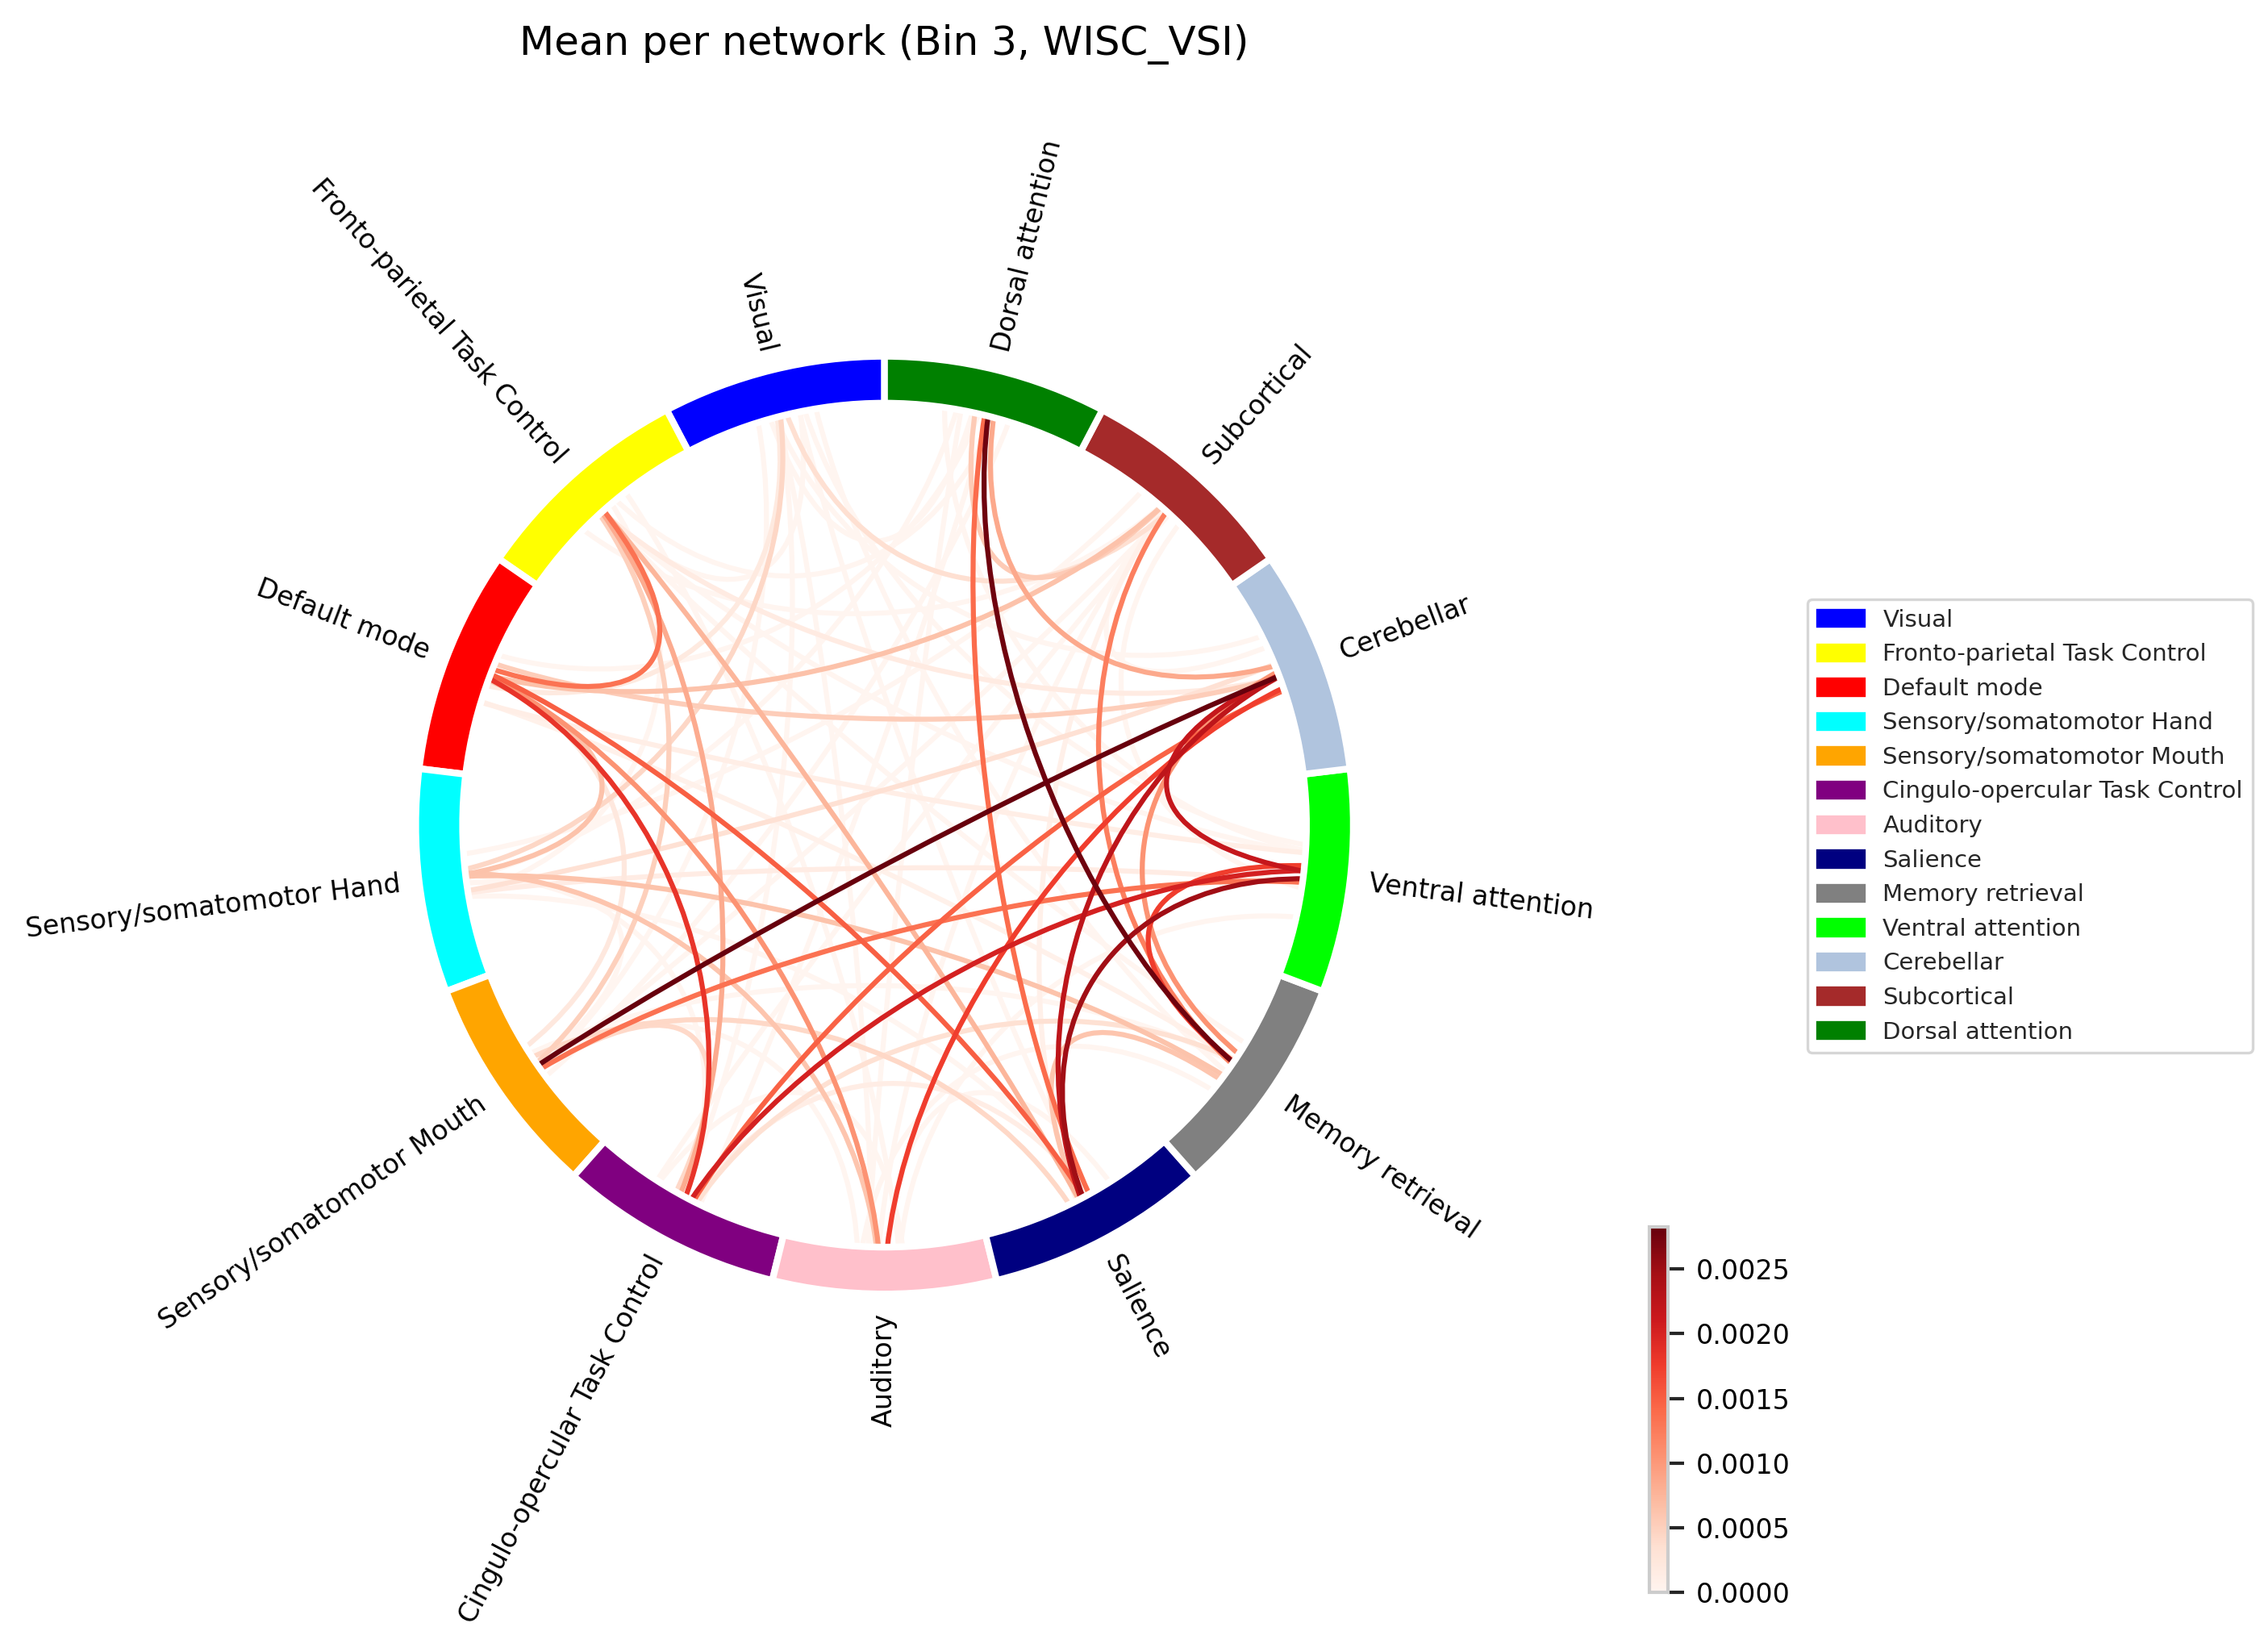 Mean per network (Bin 3, WISC_VSI)
Dorsal attention
Fronto-parietal Task Control
Visual
Subcortical
Default mode
Cerebellar
Sensory/somatomotor Hand
Ventral attention
Sensory/somatomotor Mouth
Memory retrieval
Cingulo-opercular Task Control
Auditory
Salience
Visual
Fronto-parietal Task Control
Default mode
Sensory/somatomotor Hand
Sensory/somatomotor Mouth
Cingulo-opercular Task Control
Auditory
Salience
Memory retrieval
Ventral attention
Cerebellar
Subcortical
Dorsal attention
0.0025
0.0020
0.0015
0.0010
0.0005
0.0000